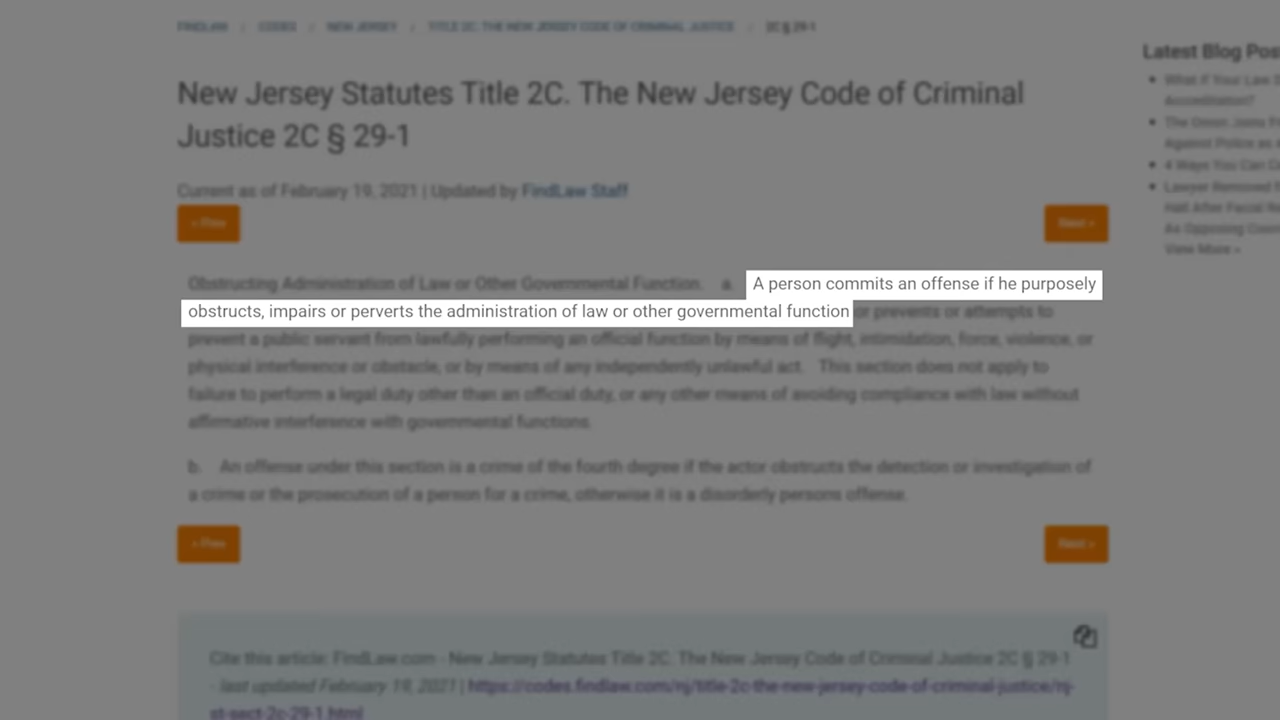 FINDLAW / CODES / NEW JERSEY / TITLE 2C. THE NEW JERSEY CODE OF CRIMINAL JUSTICE / 2C § 29-1
New Jersey Statutes Title 2C. The New Jersey Code of Criminal
Justice 2C § 29-1
Current as of February 19, 2021 | Updated by FindLaw Staff
« Prev
Next »
Obstructing Administration of Law or Other Governmental Function. a. A person commits an offense if he purposely
obstructs, impairs or perverts the administration of law or other governmental function or prevents or attempts to
prevent a public servant from lawfully performing an official function by means of flight, intimidation, force, violence, or
physical interference or obstacle, or by means of any independently unlawful act. This section does not apply to
failure to perform a legal duty other than an official duty, or any other means of avoiding compliance with law without
affirmative interference with governmental functions.
b. An offense under this section is a crime of the fourth degree if the actor obstructs the detection or investigation of
a crime or the prosecution of a person for a crime, otherwise it is a disorderly persons offense.
« Prev
Next »
Cite this article: FindLaw.com - New Jersey Statutes Title 2C. The New Jersey Code of Criminal Justice 2C § 29-1
- last updated February 19, 2021 | https://codes.findlaw.com/nj/title-2c-the-new-jersey-code-of-criminal-justice/nj-
st-sect-2c-29-1.html
Latest Blog
What if Your Law
Accreditation?
The Union Joins
Against Police as
4 Ways You Can
Lawyer Removed
Hall After Facial
As Opposing
View More »